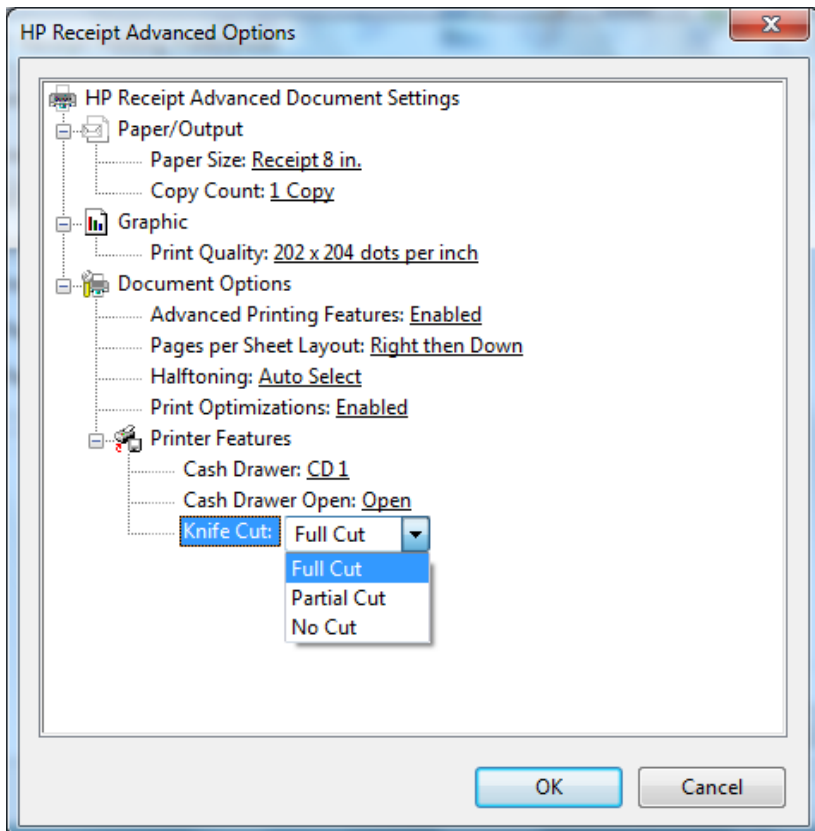 HP Receipt Advanced Options
HP Receipt Advanced Document Settings
Paper/Output
Paper Size: Receipt 8 in.
Copy Count: 1 Copy
Graphic
Print Quality: 202 x 204 dots per inch
Document Options
Advanced Printing Features: Enabled
Pages per Sheet Layout: Right then Down
Halftoning: Auto Select
Print Optimizations: Enabled
Printer Features
Cash Drawer: CD 1
Cash Drawer Open: Open
Knife Cut: Full Cut
Full Cut
Partial Cut
No Cut
OK Cancel